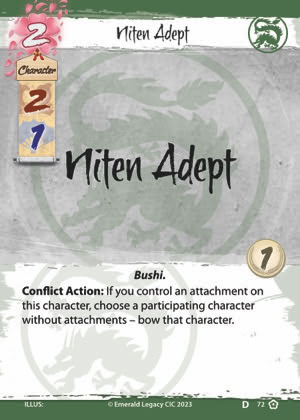 Niten Adept
2
Character
2
1
Niten Adept
1
Bushi.
Conflict Action: If you control an attachment on
this character, choose a participating character
without attachments – bow that character.
ILLUS:
© Emerald Legacy CIC 2023
D 72